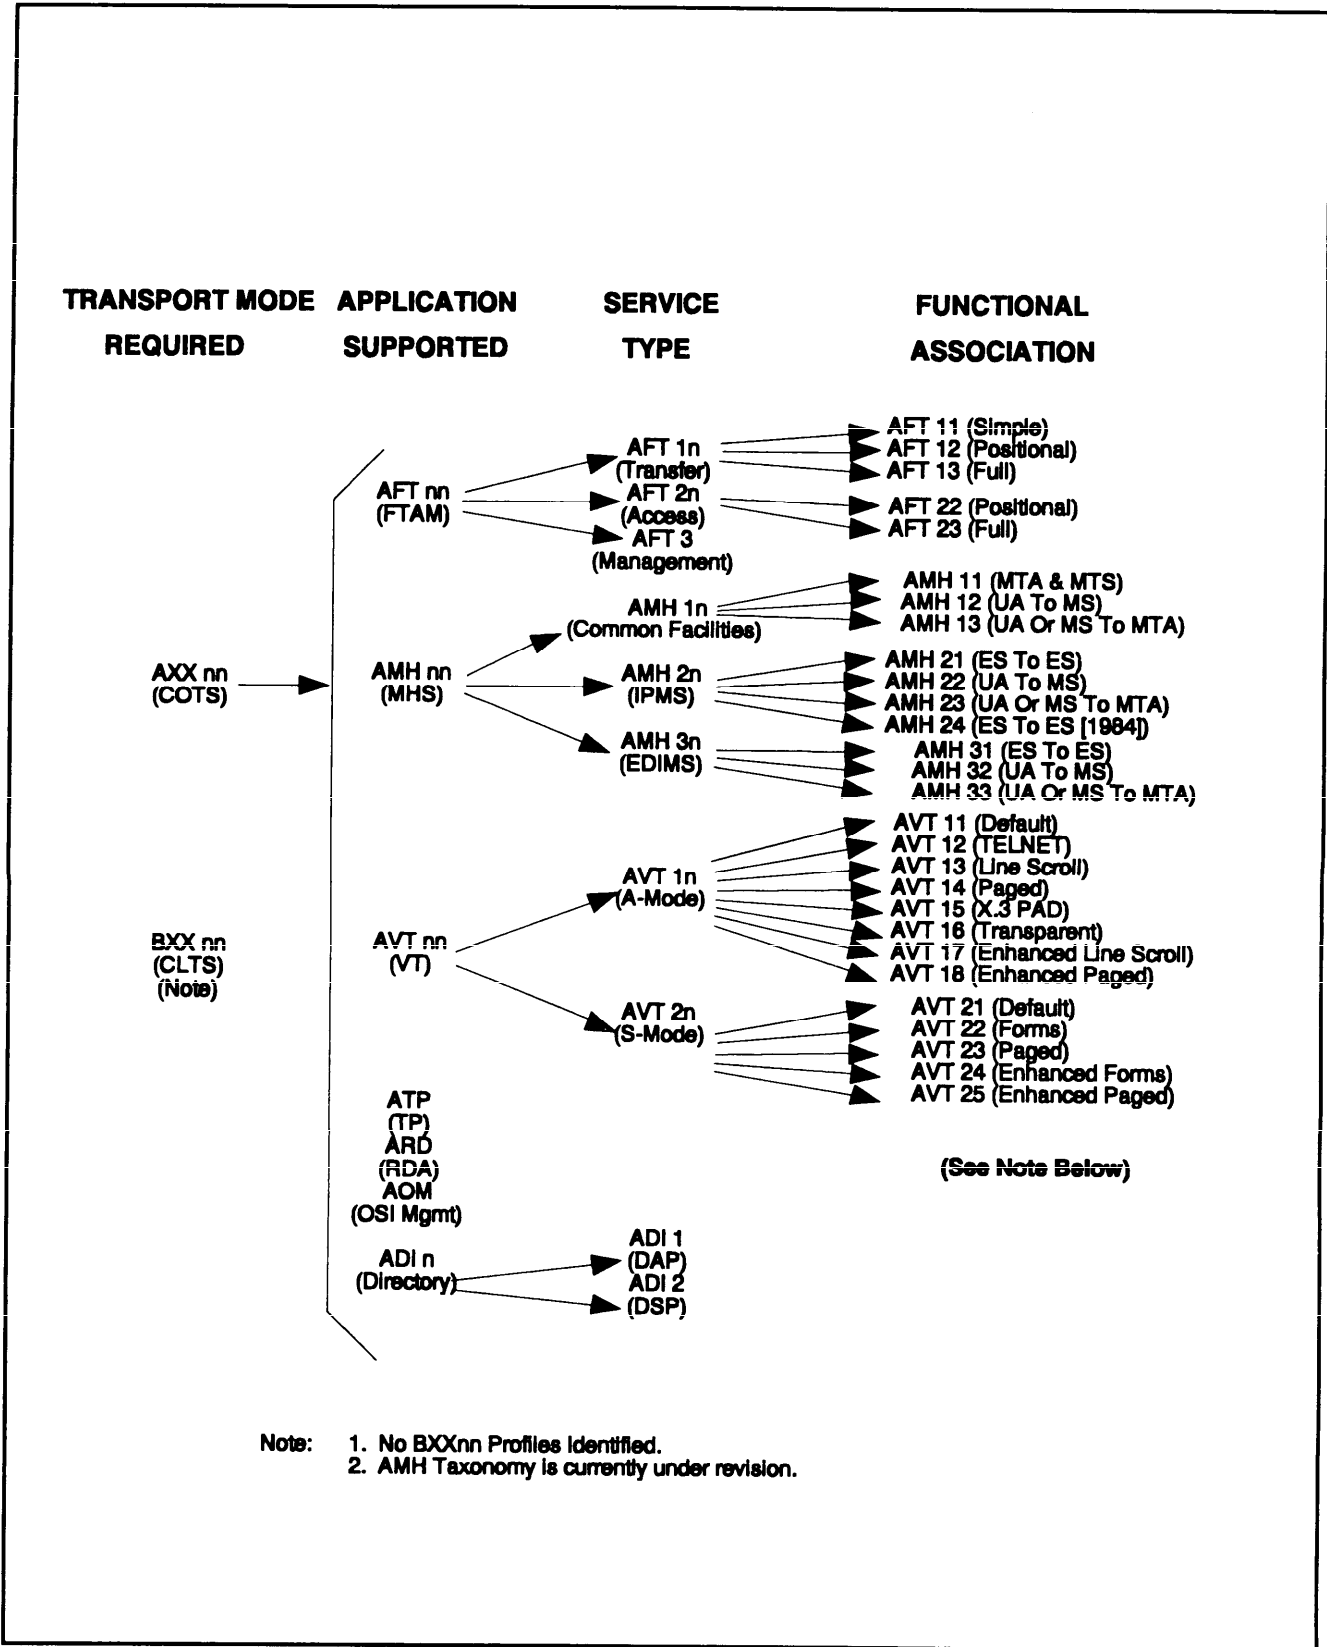 TRANSPORT MODE REQUIRED
APPLICATION SUPPORTED
SERVICE TYPE
FUNCTIONAL ASSOCIATION
AXX nn
(COTS)
BXX nn
(CLTS)
(Note)
AFT nn
(FTAM)
AMH nn
(MHS)
AVT nn
(VT)
ATP
(TP)
ARD
(RDA)
AOM
(OSI Mgmt)
ADI n
(Directory)
AFT 1n
(Transfer)
AFT 2n
(Access)
AFT 3
(Management)
AMH 1n
(Common Facilities)
AMH 2n
(IPMS)
AMH 3n
(EDIMS)
AVT 1n
(A-Mode)
AVT 2n
(S-Mode)
ADI 1
(DAP)
ADI 2
(DSP)
AFT 11 (Simple)
AFT 12 (Positional)
AFT 13 (Full)
AFT 22 (Positional)
AFT 23 (Full)
AMH 11 (MTA & MTS)
AMH 12 (UA To MS)
AMH 13 (UA Or MS To MTA)
AMH 21 (ES To ES)
AMH 22 (UA To MS)
AMH 23 (UA Or MS To MTA)
AMH 24 (ES To ES [1984])
AMH 31 (ES To ES)
AMH 32 (UA To MS)
AMH 33 (UA Or MS To MTA)
AVT 11 (Default)
AVT 12 (TELNET)
AVT 13 (Line Scroll)
AVT 14 (Paged)
AVT 15 (X.3 PAD)
AVT 16 (Transparent)
AVT 17 (Enhanced Line Scroll)
AVT 18 (Enhanced Paged)
AVT 21 (Default)
AVT 22 (Forms)
AVT 23 (Paged)
AVT 24 (Enhanced Forms)
AVT 25 (Enhanced Paged)
(See Note Below)
Note: 1. No BXXnn Profiles Identified.
2. AMH Taxonomy is currently under revision.